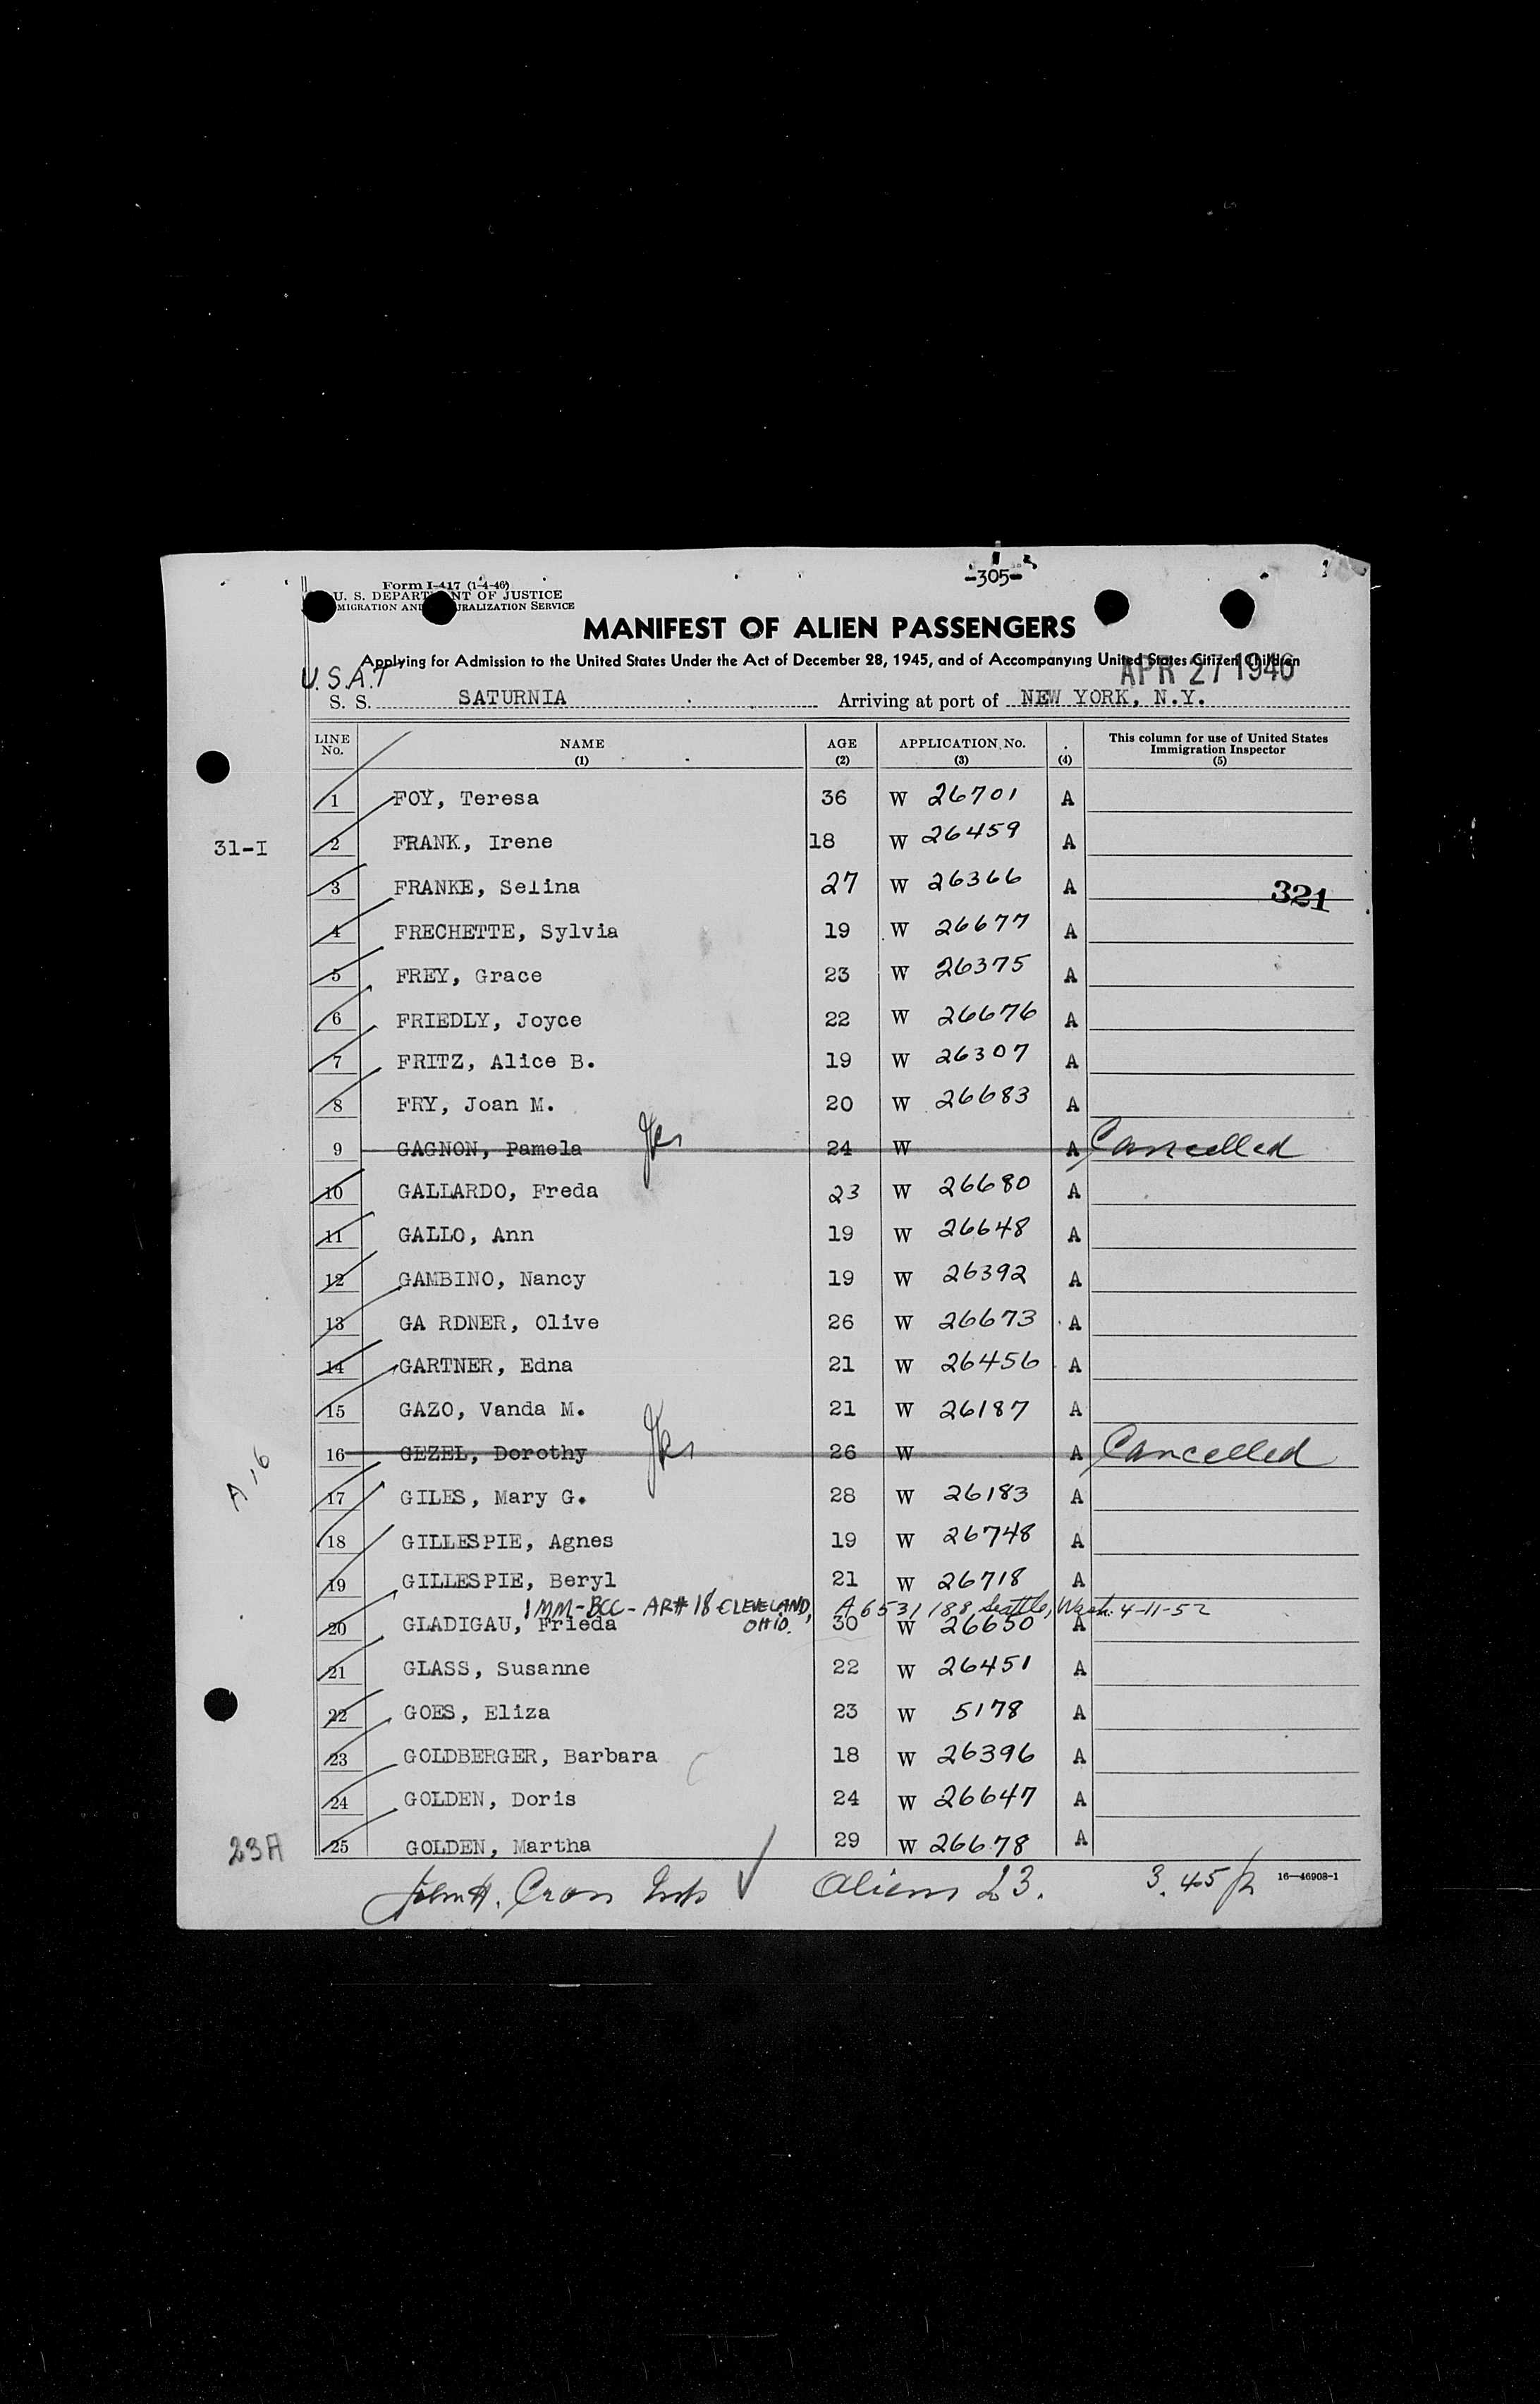 -305-
Form I-417 (1-4-46)
U. S. DEPARTMENT OF JUSTICE
MIGRATION AND NATURALIZATION SERVICE
MANIFEST OF ALIEN PASSENGERS
Applying for Admission to the United States Under the Act of December 28, 1945, and of Accompanying United States Citizen Children
APR 27 1946
U.S.A.T
S. S. SATURNIA Arriving at port of NEW YORK, N.Y.
LINE No. NAME (1) AGE (2) APPLICATION No. (3) (4) This column for use of United States Immigration Inspector (5)
1 FOY, Teresa 36 W 26701 A
31-I 2 FRANK, Irene 18 W 26459 A
3 FRANKE, Selina 27 W 26366 A 321
4 FRECHETTE, Sylvia 19 W 26677 A
5 FREY, Grace 23 W 26375 A
6 FRIEDLY, Joyce 22 W 26676 A
7 FRITZ, Alice B. 19 W 26307 A
8 FRY, Joan M. 20 W 26683 A
9 GAGNON, Pamela 24 W A Cancelled
10 GALLARDO, Freda 23 W 26680 A
11 GALLO, Ann 19 W 26648 A
12 GAMBINO, Nancy 19 W 26392 A
13 GA RDNER, Olive 26 W 26673 A
14 GARTNER, Edna 21 W 26456 A
15 GAZO, Vanda M. 21 W 26187 A
16 GEZEL, Dorothy 26 W A Cancelled
A, 16
17 GILES, Mary G. 28 W 26183 A
18 GILLESPIE, Agnes 19 W 26748 A
19 GILLESPIE, Beryl 21 W 26718 A
IMM-BCC-AR# 18 CLEVELAND, OHIO. A6531188 Seattle, Wash. 4-11-52
20 GLADIGAU, Frieda 30 W 26650 A
21 GLASS, Susanne 22 W 26451 A
22 GOES, Eliza 23 W 5178 A
23 GOLDBERGER, Barbara 18 W 26396 A
24 GOLDEN, Doris 24 W 26647 A
23A 25 GOLDEN, Martha 29 W 26678 A
John H. Cron Insp Aliens 23. 3.45 16—46908-1